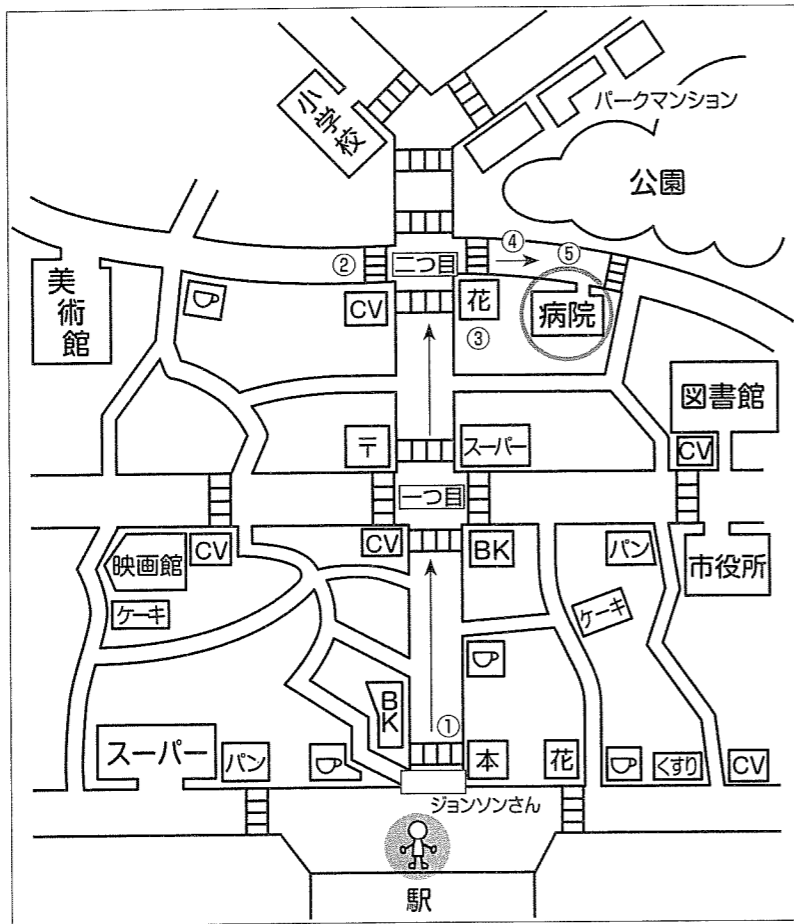 小学校
パークマンション
公園
美術館
②
二つ目
④
⑤
CV
花
③
病院
図書館
〒
スーパー
CV
一つ目
映画館
CV
CV
BK
パン
市役所
ケーキ
ケーキ
BK
①
スーパー
パン
本
花
くすり
CV
ジョンソンさん
駅